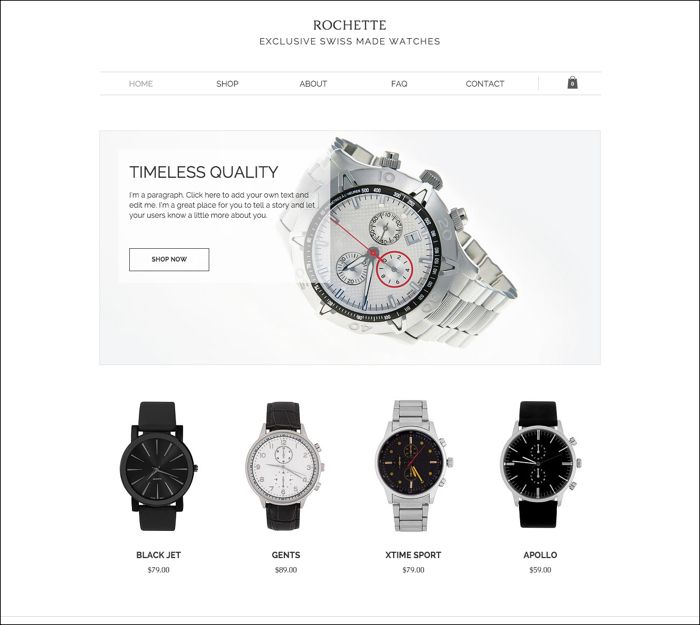 ROCHETTE
EXCLUSIVE SWISS MADE WATCHES
HOME SHOP ABOUT FAQ CONTACT 0
TIMELESS QUALITY
I'm a paragraph. Click here to add your own text and
edit me. I'm a great place for you to tell a story and let
your users know a little more about you.
SHOP NOW
500 400
BLACK JET GENTS XTIME SPORT APOLLO
$79.00 $89.00 $79.00 $59.00